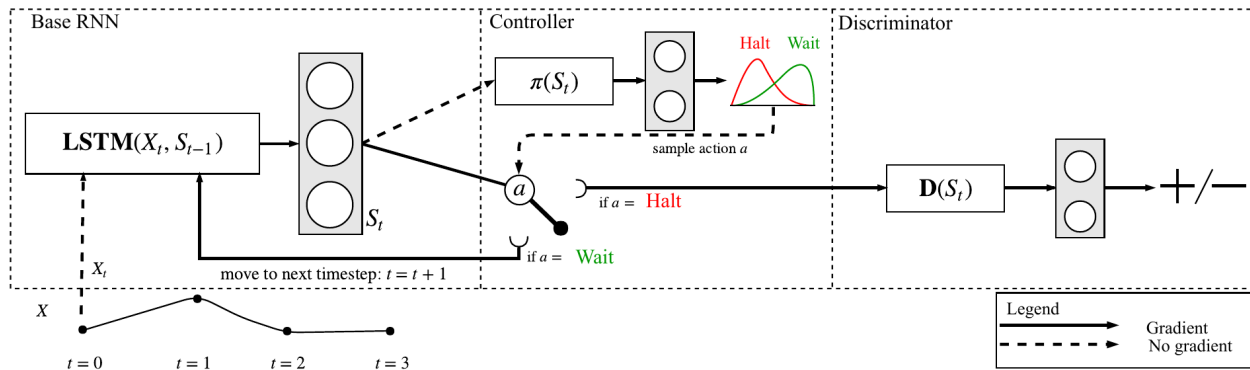 Base RNN
LSTM(X_t, S_{t−1})
S_t
move to next timestep: t = t + 1
X_t
X
t = 0
t = 1
t = 2
t = 3
Controller
π(S_t)
Halt
Wait
sample action a
a
if a = Halt
if a = Wait
Discriminator
D(S_t)
+/−
Legend
Gradient
No gradient